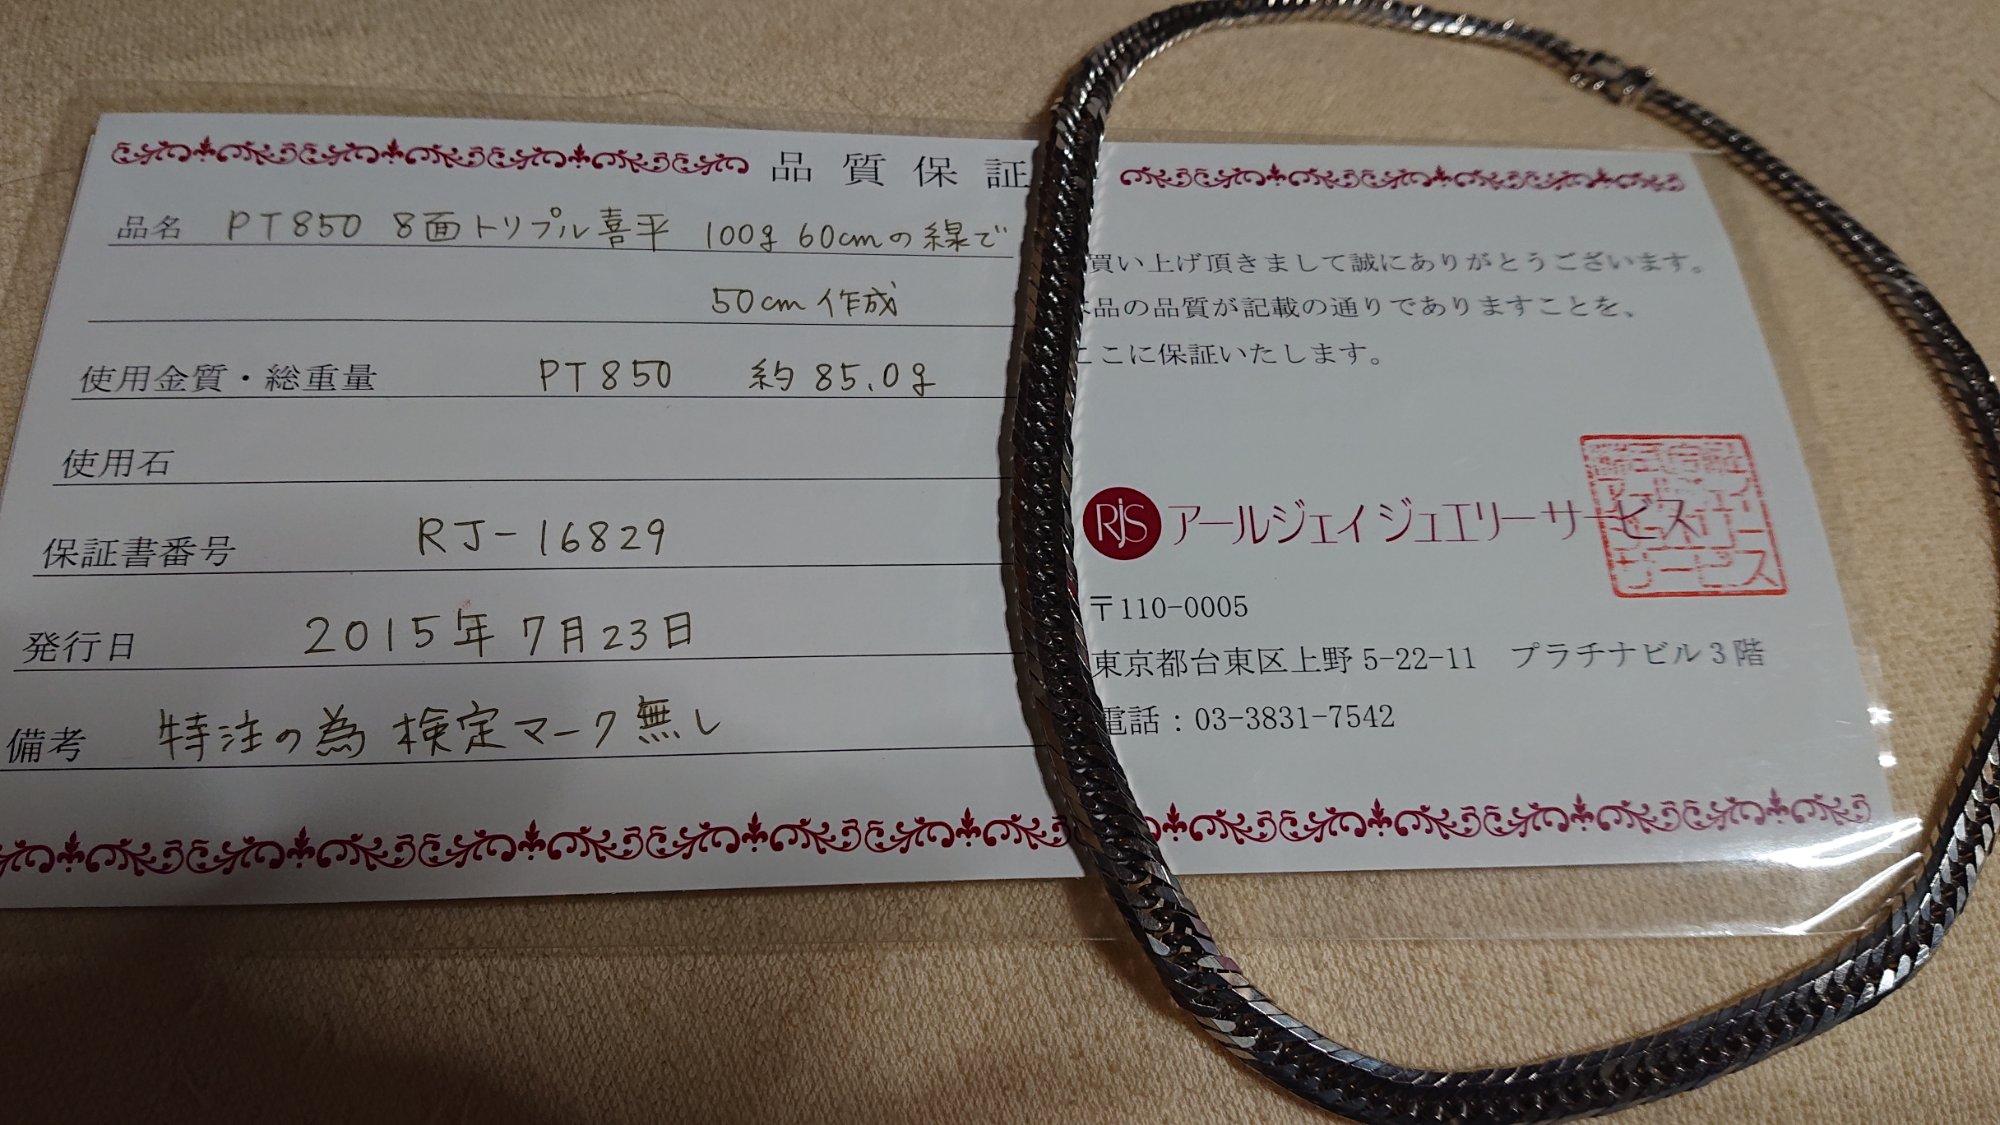 品質保証
品名 PT850 8面トリプル喜平 100g 60cmの線で
50cm作成
使用金質・総重量 PT850 約85.0g
使用石
保証書番号 RJ-16829
発行日 2015年7月23日
備考 特注の為 検定マーク無し
買い上げ頂きまして誠にありがとうございます。
品の品質が記載の通りでありますことを、
ここに保証いたします。
RJS アールジェイジュエリーサービス
〒110-0005
東京都台東区上野5-22-11 プラチナビル3階
電話：03-3831-7542